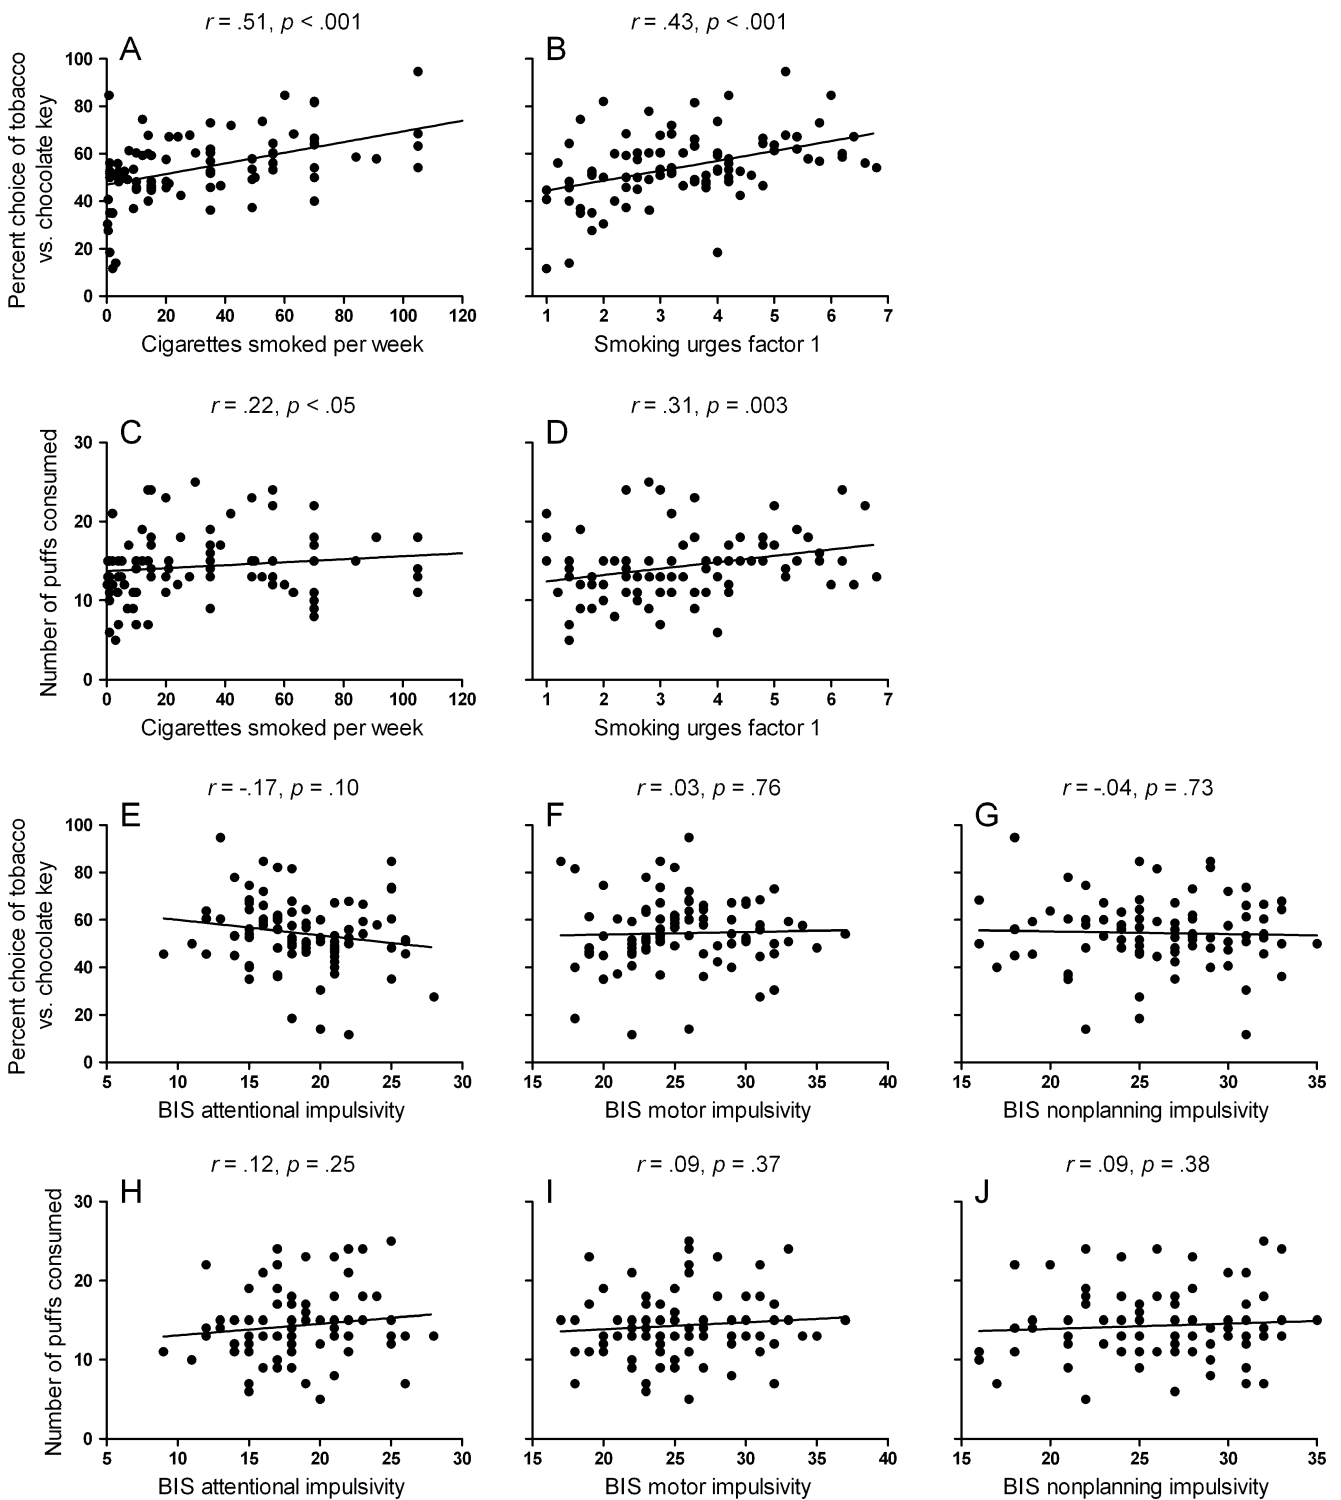 r = .51, p < .001
r = .43, p < .001
A
B
Percent choice of tobacco
vs. chocolate key
100
80
60
40
20
0
0 20 40 60 80 100 120
1 2 3 4 5 6 7
Cigarettes smoked per week
Smoking urges factor 1
r = .22, p < .05
r = .31, p = .003
C
D
Number of puffs consumed
30
20
10
0
0 20 40 60 80 100 120
1 2 3 4 5 6 7
Cigarettes smoked per week
Smoking urges factor 1
r = -.17, p = .10
r = .03, p = .76
r = -.04, p = .73
E
F
G
Percent choice of tobacco
vs. chocolate key
100
80
60
40
20
0
5 10 15 20 25 30
15 20 25 30 35 40
15 20 25 30 35
BIS attentional impulsivity
BIS motor impulsivity
BIS nonplanning impulsivity
r = .12, p = .25
r = .09, p = .37
r = .09, p = .38
H
I
J
Number of puffs consumed
30
20
10
0
5 10 15 20 25 30
15 20 25 30 35 40
15 20 25 30 35
BIS attentional impulsivity
BIS motor impulsivity
BIS nonplanning impulsivity